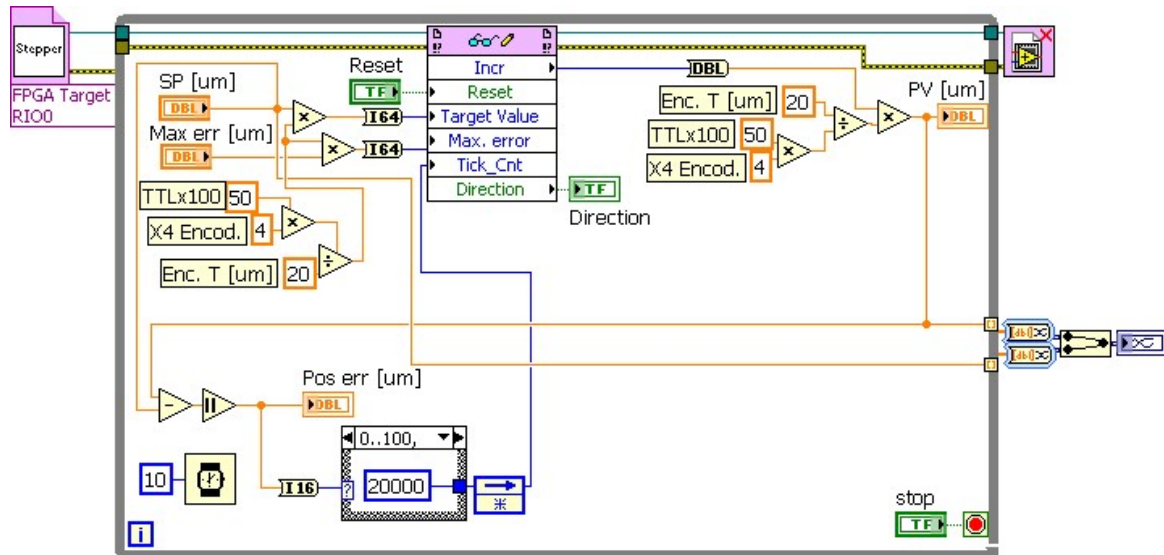 Stepper
FPGA Target
RIO0
SP [um]
DBL
Max err [um]
DBL
Reset
TF
I64
I64
Incr
Reset
Target Value
Max. error
Tick_Cnt
Direction
TF
Direction
DBL
Enc. T [um] 20
TTLx100 50
X4 Encod. 4
PV [um]
DBL
TTLx100 50
X4 Encod. 4
Enc. T [um] 20
[dbl]
[dbl]
Pos err [um]
DBL
0..100,
10
I16
?
20000
stop
TF
i